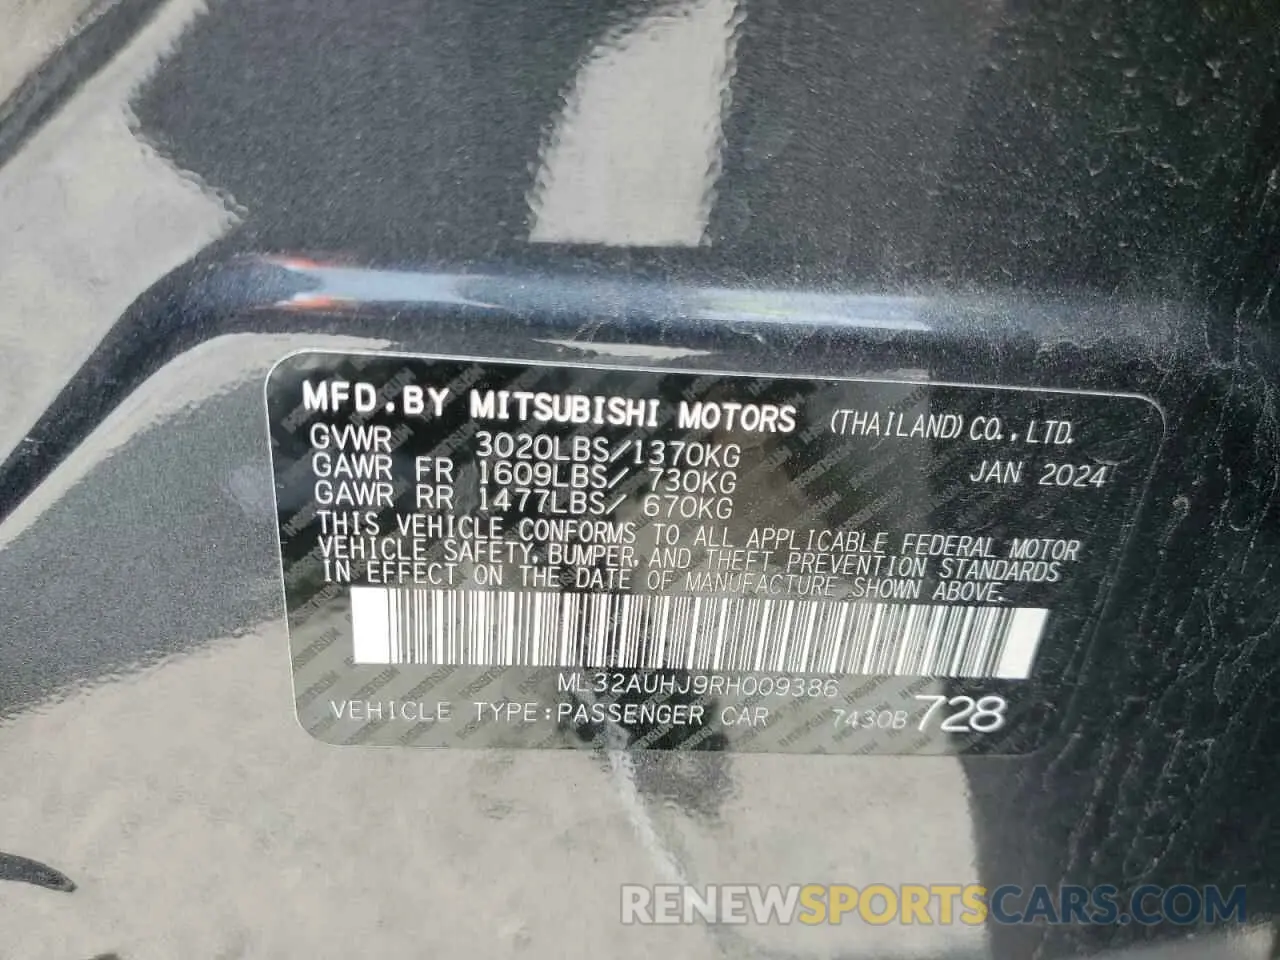 MFD.BY MITSUBISHI MOTORS (THAILAND)CO.,LTD.
GVWR 3020LBS/1370KG JAN 2024
GAWR FR 1609LBS/ 730KG
GAWR RR 1477LBS/ 670KG
THIS VEHICLE CONFORMS TO ALL APPLICABLE FEDERAL MOTOR
VEHICLE SAFETY, BUMPER, AND THEFT PREVENTION STANDARDS
IN EFFECT ON THE DATE OF MANUFACTURE SHOWN ABOVE.
ML32AUHJ9RH009386
VEHICLE TYPE:PASSENGER CAR 7430B 728
RENEWSPORTSCARS.COM